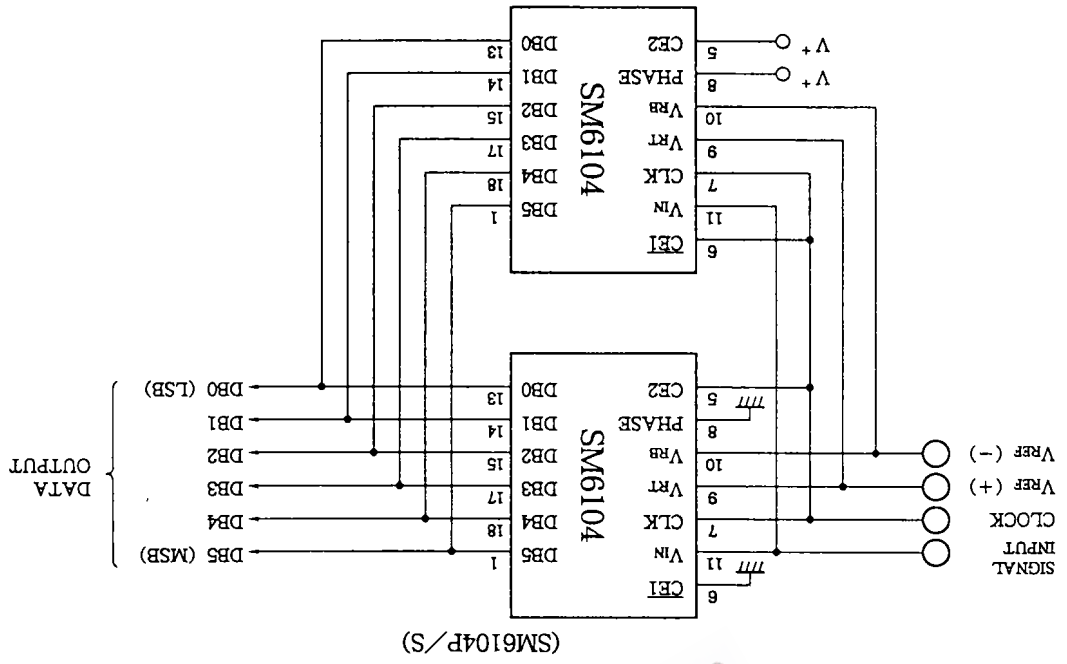 (SM6104P/S)
6 C̅E̅1̅
SIGNAL
INPUT
11 VIN DB5 1 DB5 (MSB)
CLOCK 7 CLK DB4 18 DB4
VREF (+) 9 VRT DB3 17 DB3
VREF (−) 10 VRB DB2 15 DB2
8 PHASE DB1 14 DB1
5 CE2 DB0 13 DB0 (LSB)
SM6104
DATA
OUTPUT
6 C̅E̅1̅
11 VIN DB5 1
7 CLK DB4 18
9 VRT DB3 17
10 VRB DB2 15
V+ 8 PHASE DB1 14
V+ 5 CE2 DB0 13
SM6104